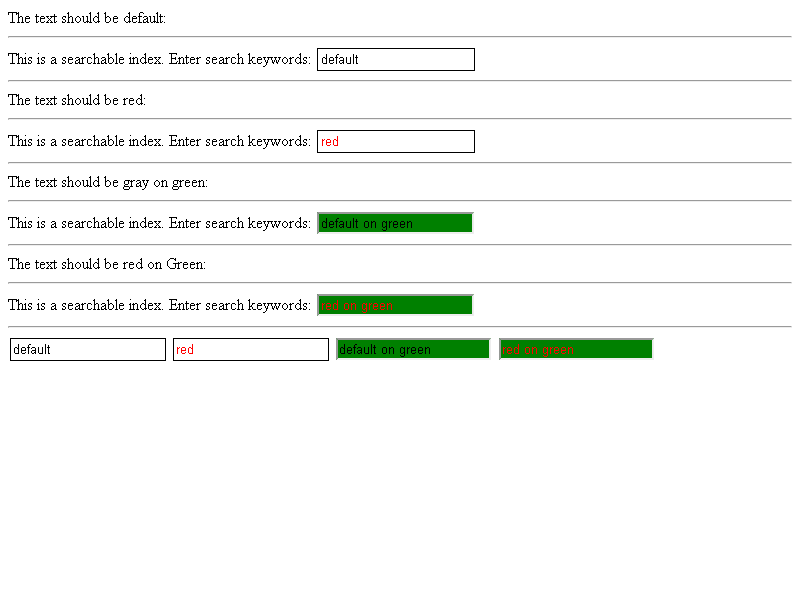 The text should be default:
This is a searchable index. Enter search keywords: default
The text should be red:
This is a searchable index. Enter search keywords: red
The text should be gray on green:
This is a searchable index. Enter search keywords: default on green
The text should be red on Green:
This is a searchable index. Enter search keywords: red on green
default red default on green red on green